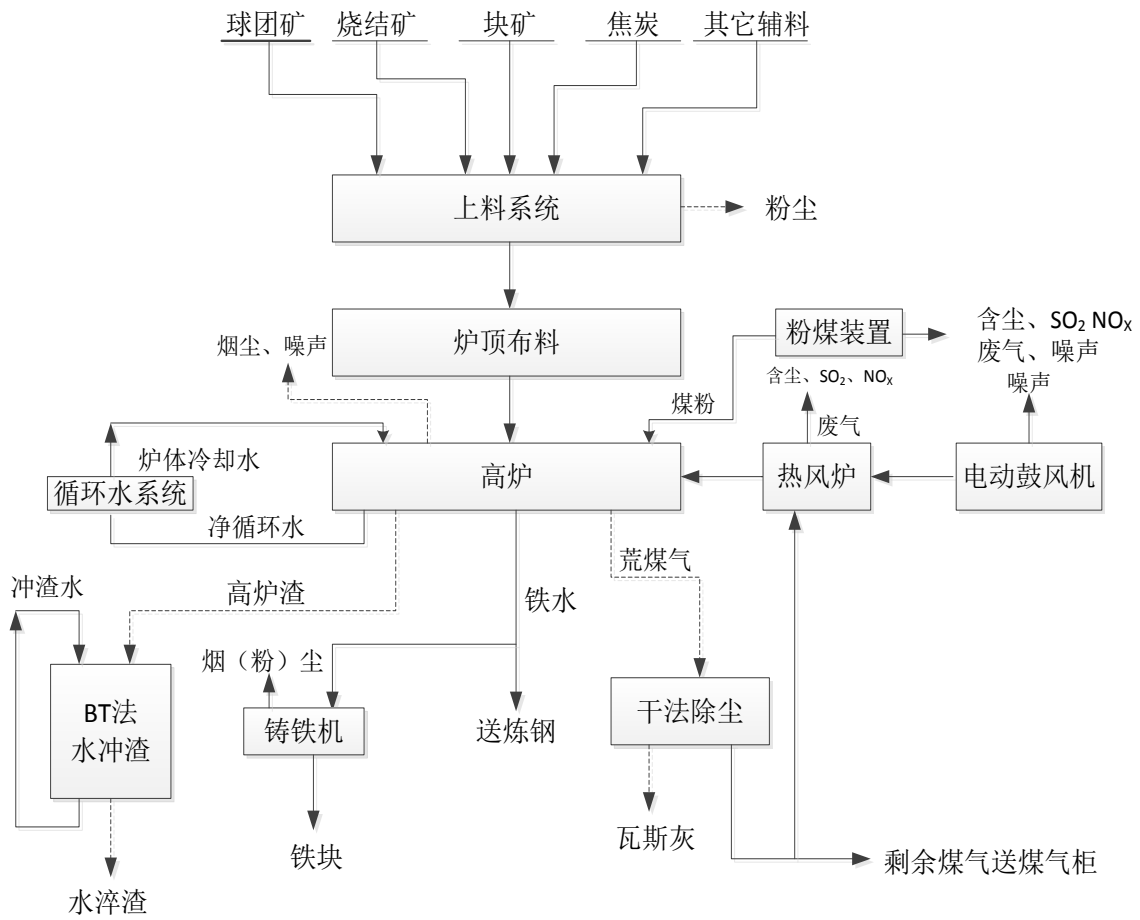 球团矿 烧结矿 块矿 焦炭 其它辅料
上料系统
粉尘
炉顶布料
粉煤装置
含尘、SO₂ NOₓ
废气、噪声
噪声
烟尘、噪声
含尘、SO₂、NOₓ
煤粉
废气
炉体冷却水
高炉
热风炉
电动鼓风机
循环水系统
净循环水
荒煤气
冲渣水
高炉渣
铁水
烟（粉）尘
BT法
水冲渣
铸铁机
送炼钢
干法除尘
瓦斯灰
铁块
剩余煤气送煤气柜
水淬渣